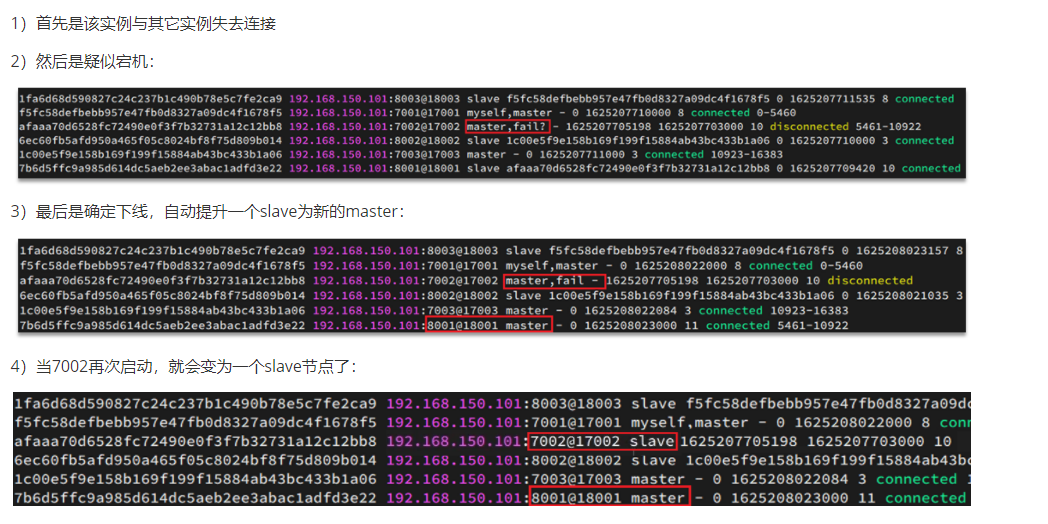 1）首先是该实例与其它实例失去连接
2）然后是疑似宕机：
1fa6d68d590827c24c237b1c490b78e5c7fe2ca9 192.168.150.101:8003@18003 slave f5fc58defbebb957e47fb0d8327a09dc4f1678f5 0 1625207711535 8 connected
f5fc58defbebb957e47fb0d8327a09dc4f1678f5 192.168.150.101:7001@17001 myself,master - 0 1625207710000 8 connected 0-5460
afaaa70d6528fc72490e0f3f7b32731a12c12bb8 192.168.150.101:7002@17002 master,fail? - 1625207705198 1625207703000 10 disconnected 5461-10922
6ec60fb5afd950a465f05c8024bf8f75d809b014 192.168.150.101:8002@18002 slave 1c00e5f9e158b169f199f15884ab43bc433b1a06 0 1625207710000 3 connected
1c00e5f9e158b169f199f15884ab43bc433b1a06 192.168.150.101:7003@17003 master - 0 1625207711000 3 connected 10923-16383
7b6d5ffc9a985d614dc5aeb2ee3abac1adfd3e22 192.168.150.101:8001@18001 slave afaaa70d6528fc72490e0f3f7b32731a12c12bb8 0 1625207709420 10 connected
3）最后是确定下线，自动提升一个slave为新的master：
1fa6d68d590827c24c237b1c490b78e5c7fe2ca9 192.168.150.101:8003@18003 slave f5fc58defbebb957e47fb0d8327a09dc4f1678f5 0 1625208023157 8
f5fc58defbebb957e47fb0d8327a09dc4f1678f5 192.168.150.101:7001@17001 myself,master - 0 1625208022000 8 connected 0-5460
afaaa70d6528fc72490e0f3f7b32731a12c12bb8 192.168.150.101:7002@17002 master,fail - 1625207705198 1625207703000 10 disconnected
6ec60fb5afd950a465f05c8024bf8f75d809b014 192.168.150.101:8002@18002 slave 1c00e5f9e158b169f199f15884ab43bc433b1a06 0 1625208021035 3
1c00e5f9e158b169f199f15884ab43bc433b1a06 192.168.150.101:7003@17003 master - 0 1625208022084 3 connected 10923-16383
7b6d5ffc9a985d614dc5aeb2ee3abac1adfd3e22 192.168.150.101:8001@18001 master - 0 1625208023000 11 connected 5461-10922
4）当7002再次启动，就会变为一个slave节点了：
1fa6d68d590827c24c237b1c490b78e5c7fe2ca9 192.168.150.101:8003@18003 slave f5fc58defbebb957e47fb0d8327a09dc
f5fc58defbebb957e47fb0d8327a09dc4f1678f5 192.168.150.101:7001@17001 myself,master - 0 1625208022000 8 conn
afaaa70d6528fc72490e0f3f7b32731a12c12bb8 192.168.150.101:7002@17002 slave 1625207705198 1625207703000 10
6ec60fb5afd950a465f05c8024bf8f75d809b014 192.168.150.101:8002@18002 slave 1c00e5f9e158b169f199f15884ab43bc
1c00e5f9e158b169f199f15884ab43bc433b1a06 192.168.150.101:7003@17003 master - 0 1625208022084 3 connected 1
7b6d5ffc9a985d614dc5aeb2ee3abac1adfd3e22 192.168.150.101:8001@18001 master - 0 1625208023000 11 connected